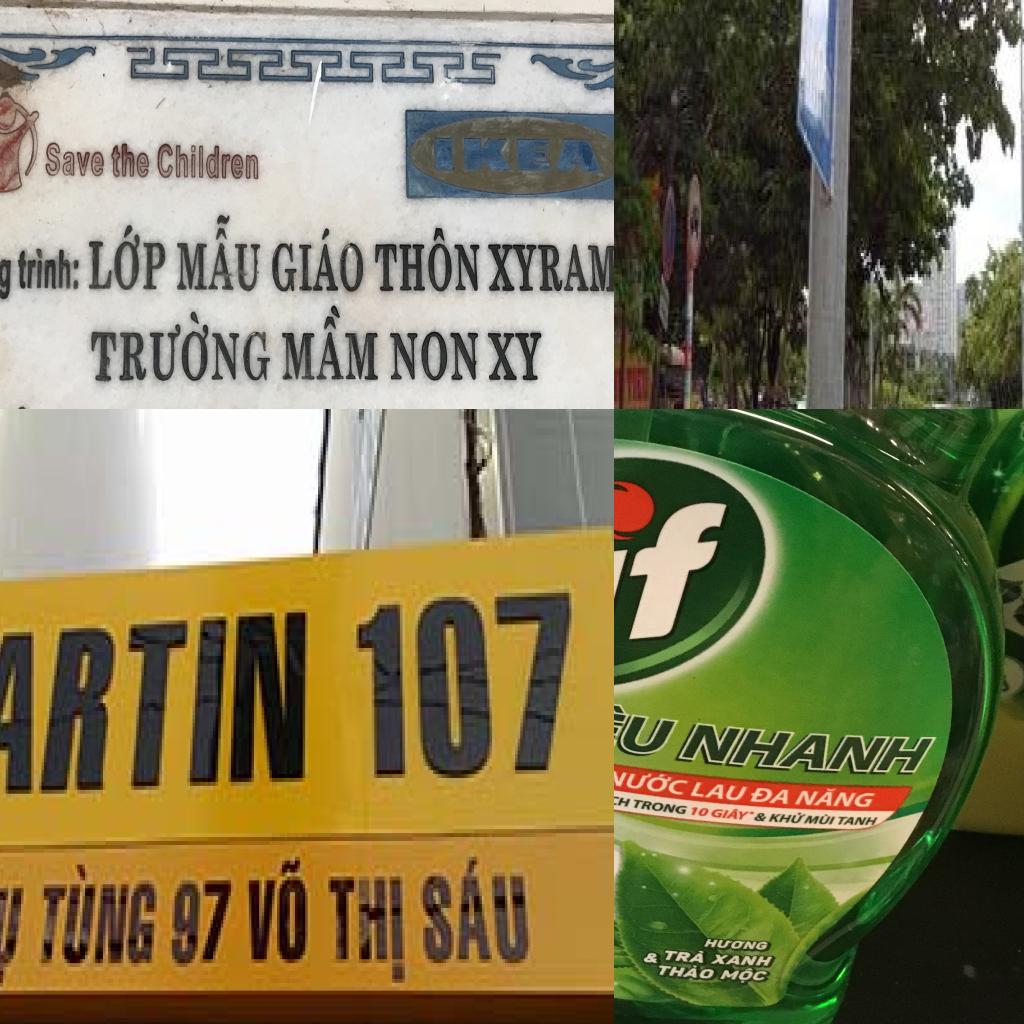 Save the Children
IKEA
trình: LỚP MẪU GIÁO THÔN XYRAM
TRƯỜNG MẦM NON XY
ARTIN 107
TÙNG 97 VÕ THỊ SÁU
if
NHANH
NƯỚC LAU ĐA NĂNG
TRONG 10 GIÂY* & KHỬ MÙI TANH
HƯƠNG
& TRÀ XANH
THẢO MỘC